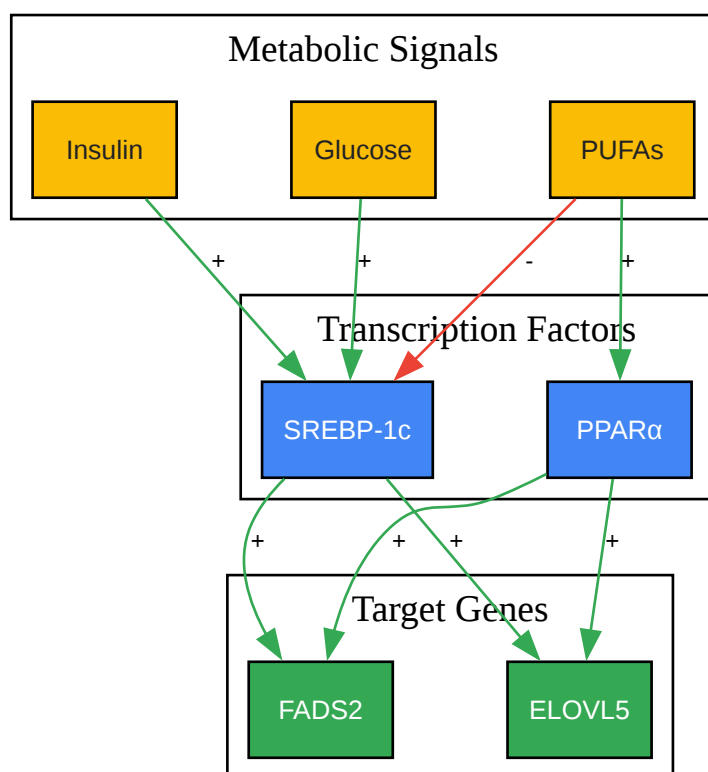 Metabolic Signals
Insulin Glucose PUFAs
+ + - +
Transcription Factors
SREBP-1c PPARα
+ + + +
Target Genes
FADS2 ELOVL5